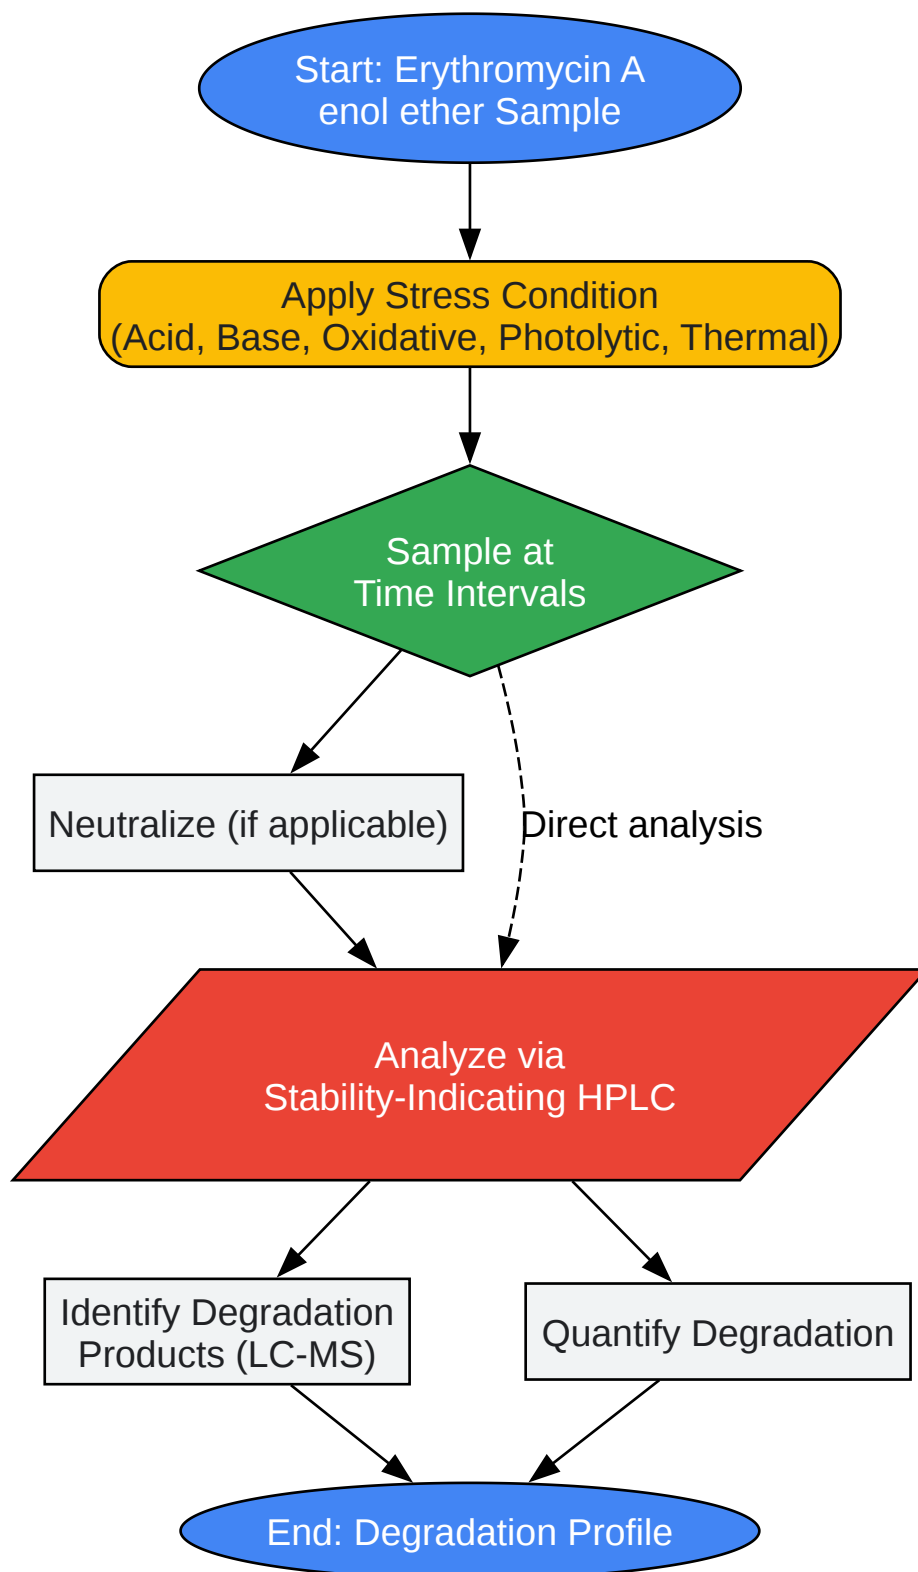 Start: Erythromycin A
enol ether Sample
Apply Stress Condition
(Acid, Base, Oxidative, Photolytic, Thermal)
Sample at
Time Intervals
Neutralize (if applicable)
Direct analysis
Analyze via
Stability-Indicating HPLC
Identify Degradation
Products (LC-MS)
Quantify Degradation
End: Degradation Profile